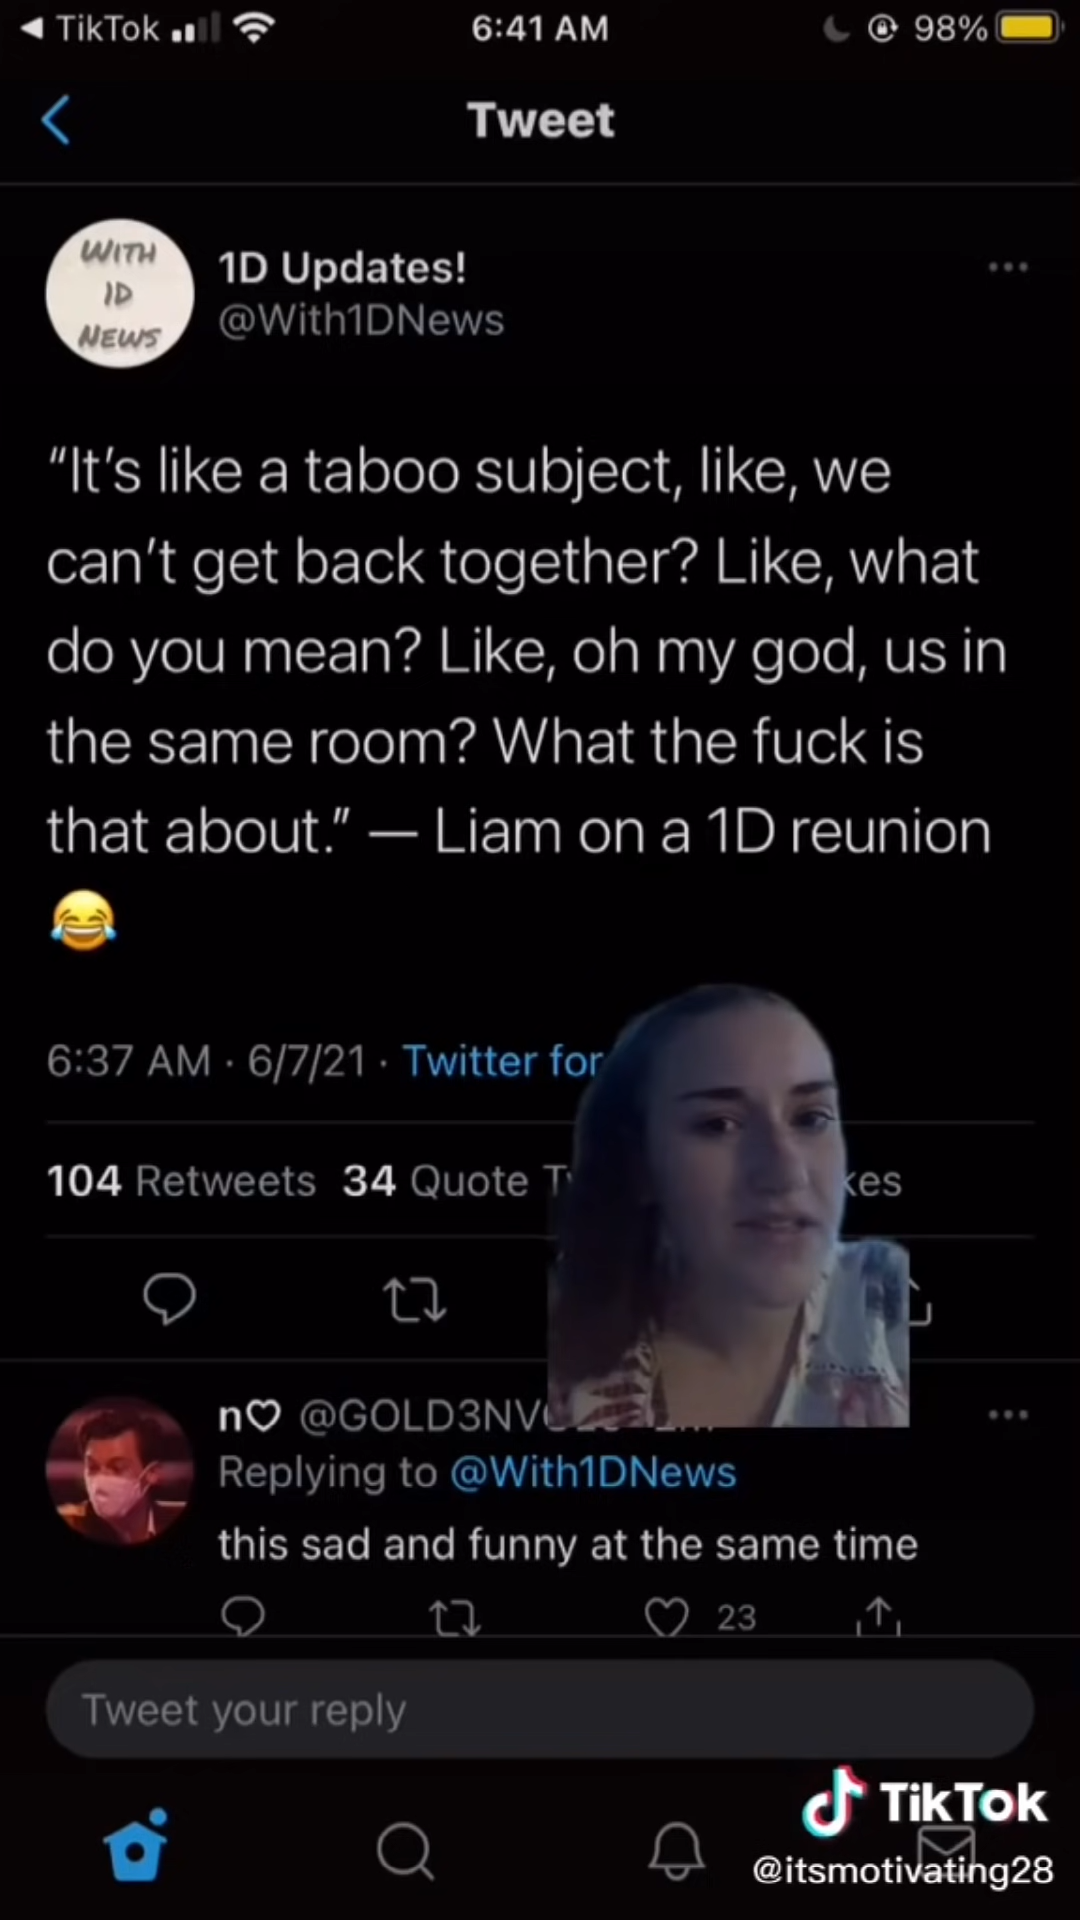 TikTok
6:41 AM
98%
Tweet
WITH
1D
NEWS
1D Updates!
@With1DNews
“It’s like a taboo subject, like, we
can’t get back together? Like, what
do you mean? Like, oh my god, us in
the same room? What the fuck is
that about.” — Liam on a 1D reunion
😂
6:37 AM · 6/7/21 · Twitter for
104 Retweets 34 Quote
n♡
Replying to @With1DNews
this sad and funny at the same time
23
Tweet your reply
TikTok
@itsmotivating28